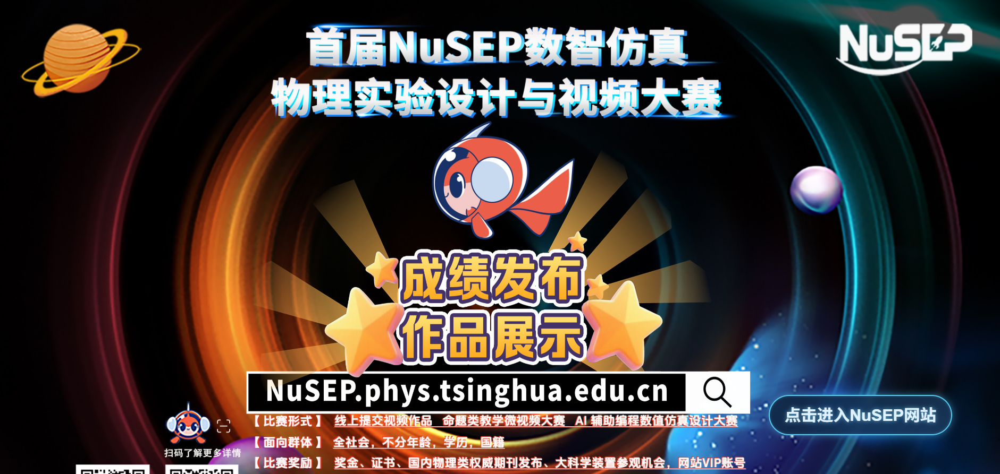 首届NuSEP数智仿真
NuSEP
物理实验设计与视频大赛
成绩发布
作品展示
NuSEP.phys.tsinghua.edu.cn
点击进入NuSEP网站
【 比赛形式 】 线上提交视频作品 命题类教学微视频大赛 AI 辅助编程数值仿真设计大赛
【 面向群体 】 全社会，不分年龄，学历，国籍
扫码了解更多详情
【 比赛奖励 】 奖金、证书、国内物理类权威期刊发布、大科学装置参观机会，网站VIP账号